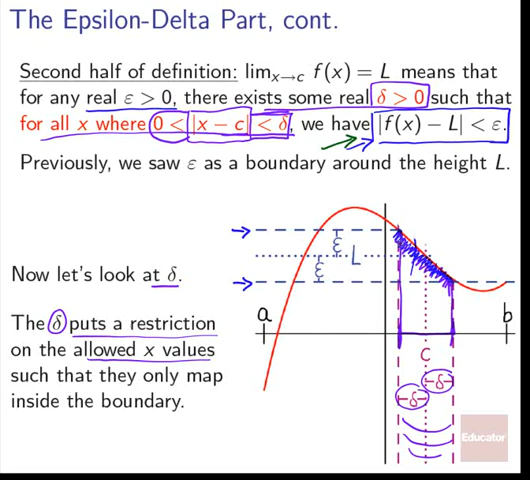 The Epsilon-Delta Part, cont.
Second half of definition: limₓ→c f(x) = L means that
for any real ε > 0, there exists some real δ > 0 such that
for all x where 0 < |x − c| < δ, we have |f(x) − L| < ε.
Previously, we saw ε as a boundary around the height L.
ε
L
ε
Now let's look at δ.
a
b
The δ puts a restriction
on the allowed x values
such that they only map
inside the boundary.
c
δ
δ
Educator